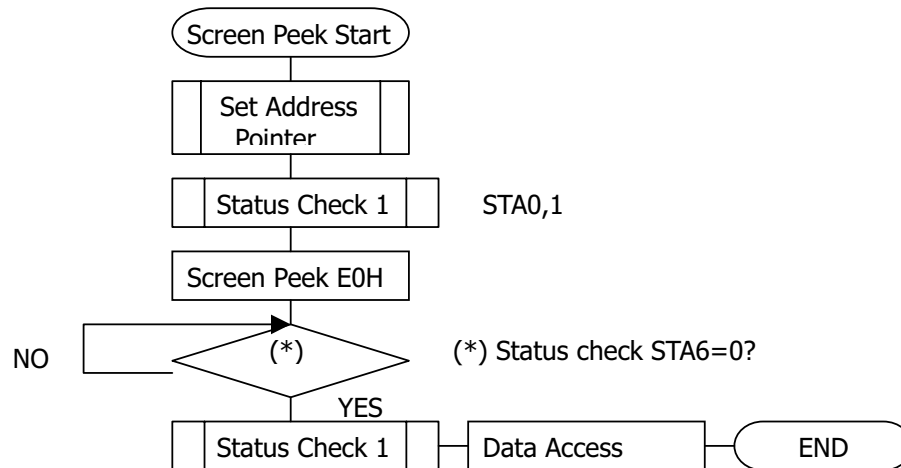 Screen Peek Start
Set Address
Pointer
Status Check 1
STA0,1
Screen Peek E0H
(*)
(*) Status check STA6=0?
NO
YES
Status Check 1
Data Access
END